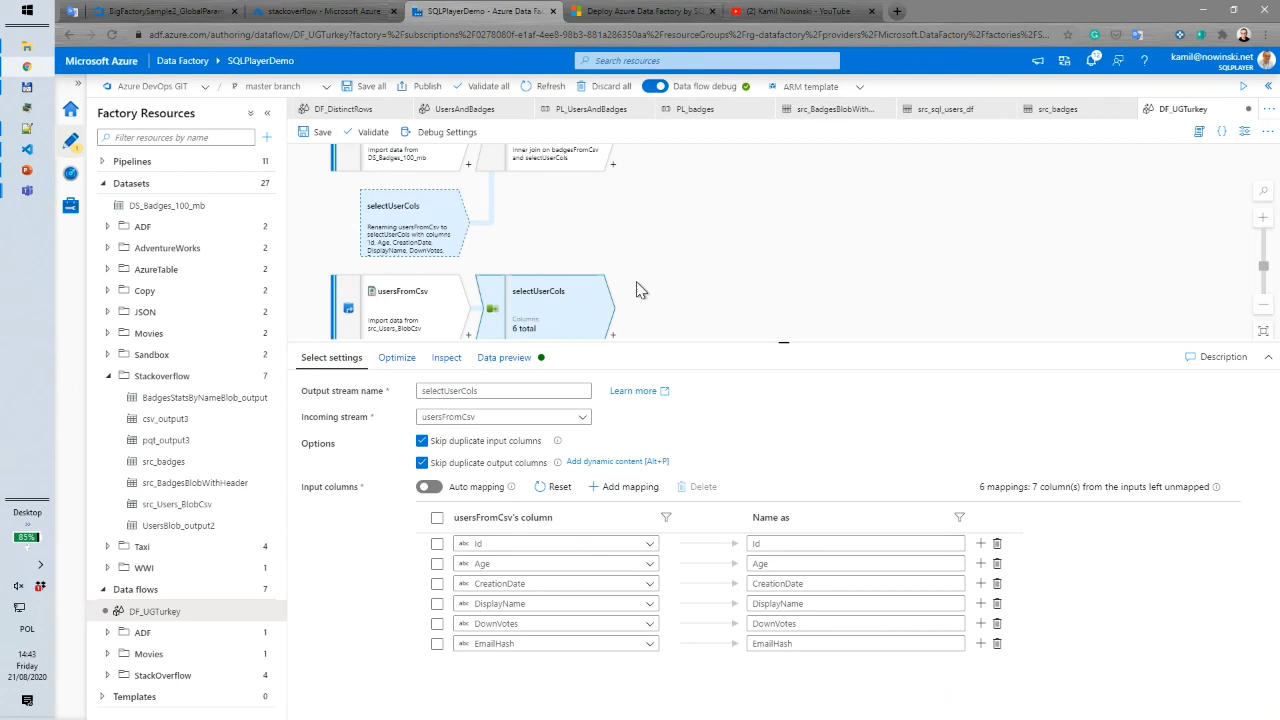 BigFactorySample2_GlobalParam
stackoverflow - Microsoft Azure
SQLPlayerDemo - Azure Data Fac
Deploy Azure Data Factory by SQ
(1) Kamil Nowinski - YouTube
adf.azure.com/authoring/dataflow/DF_UGTurkey?factory=%2Fsubscriptions%2F0278080f-e1af-4ee8-98b3-881a286350aa%2FresourceGroups%2Frg-datafactory%2Fproviders%2FMicrosoft.DataFactory%2Ffactories%2FS...
Microsoft Azure
Data Factory
SQLPlayerDemo
Search resources
12
kamil@nowinski.net
SQLPLAYER
Azure DevOps GIT
master branch
Save all
Publish
Validate all
Refresh
Discard all
Data flow debug
ARM template
Factory Resources
Filter resources by name
Pipelines 11
Datasets 27
DS_Badges_100_mb
ADF 2
AdventureWorks 2
AzureTable 2
Copy 2
JSON 2
Movies 2
Sandbox 2
Stackoverflow 7
BadgesStatsByNameBlob_output
csv_output3
pqt_output3
src_badges
src_BadgesBlobWithHeader
src_Users_BlobCsv
UsersBlob_output2
Taxi 4
WWI 2
Data flows 7
DF_UGTurkey
ADF 1
Movies 1
StackOverflow 4
Templates 0
DF_DistinctRows
UsersAndBadges
PL_UsersAndBadges
PL_badges
src_BadgesBlobWith...
src_sql_users_df
src_badges
DF_UGTurkey
Save
Validate
Debug Settings
Import data from
DS_Badges_100_mb
Inner join on badgesFromCsv
and selectUserCols
selectUserCols
Renaming usersFromCsv to
selectUserCols with columns
'Id, Age, CreationDate,
DisplayName, DownVotes,
usersFromCsv
Import data from
src_Users_BlobCsv
selectUserCols
Columns:
6 total
Select settings
Optimize
Inspect
Data preview
Description
Output stream name *
selectUserCols
Learn more
Incoming stream *
usersFromCsv
Options
Skip duplicate input columns
Skip duplicate output columns
Add dynamic content [Alt+P]
Input columns *
Auto mapping
Reset
Add mapping
Delete
6 mappings: 7 column(s) from the inputs left unmapped
usersFromCsv's column
Name as
abc Id
Id
abc Age
Age
abc CreationDate
CreationDate
abc DisplayName
DisplayName
abc DownVotes
DownVotes
abc EmailHash
EmailHash
Desktop
85%
POL
14:43
Friday
21/08/2020